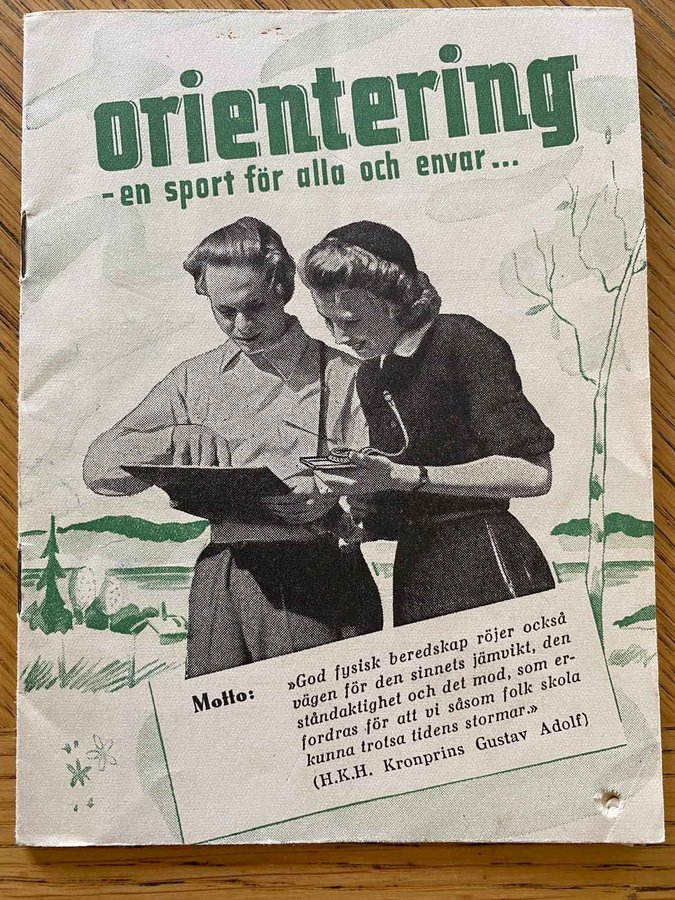 orientering
- en sport för alla och envar...
Motto:
»God fysisk beredskap röjer också
vägen för den sinnets jämvikt, den
ståndaktighet och det mod, som er-
fordras för att vi såsom folk skola
kunna trotsa tidens stormar.»
(H.K.H. Kronprins Gustav Adolf)